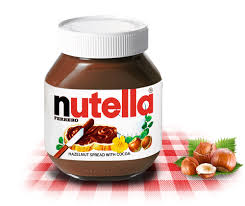 nutella
FERRERO
HAZELNUT SPREAD WITH COCOA